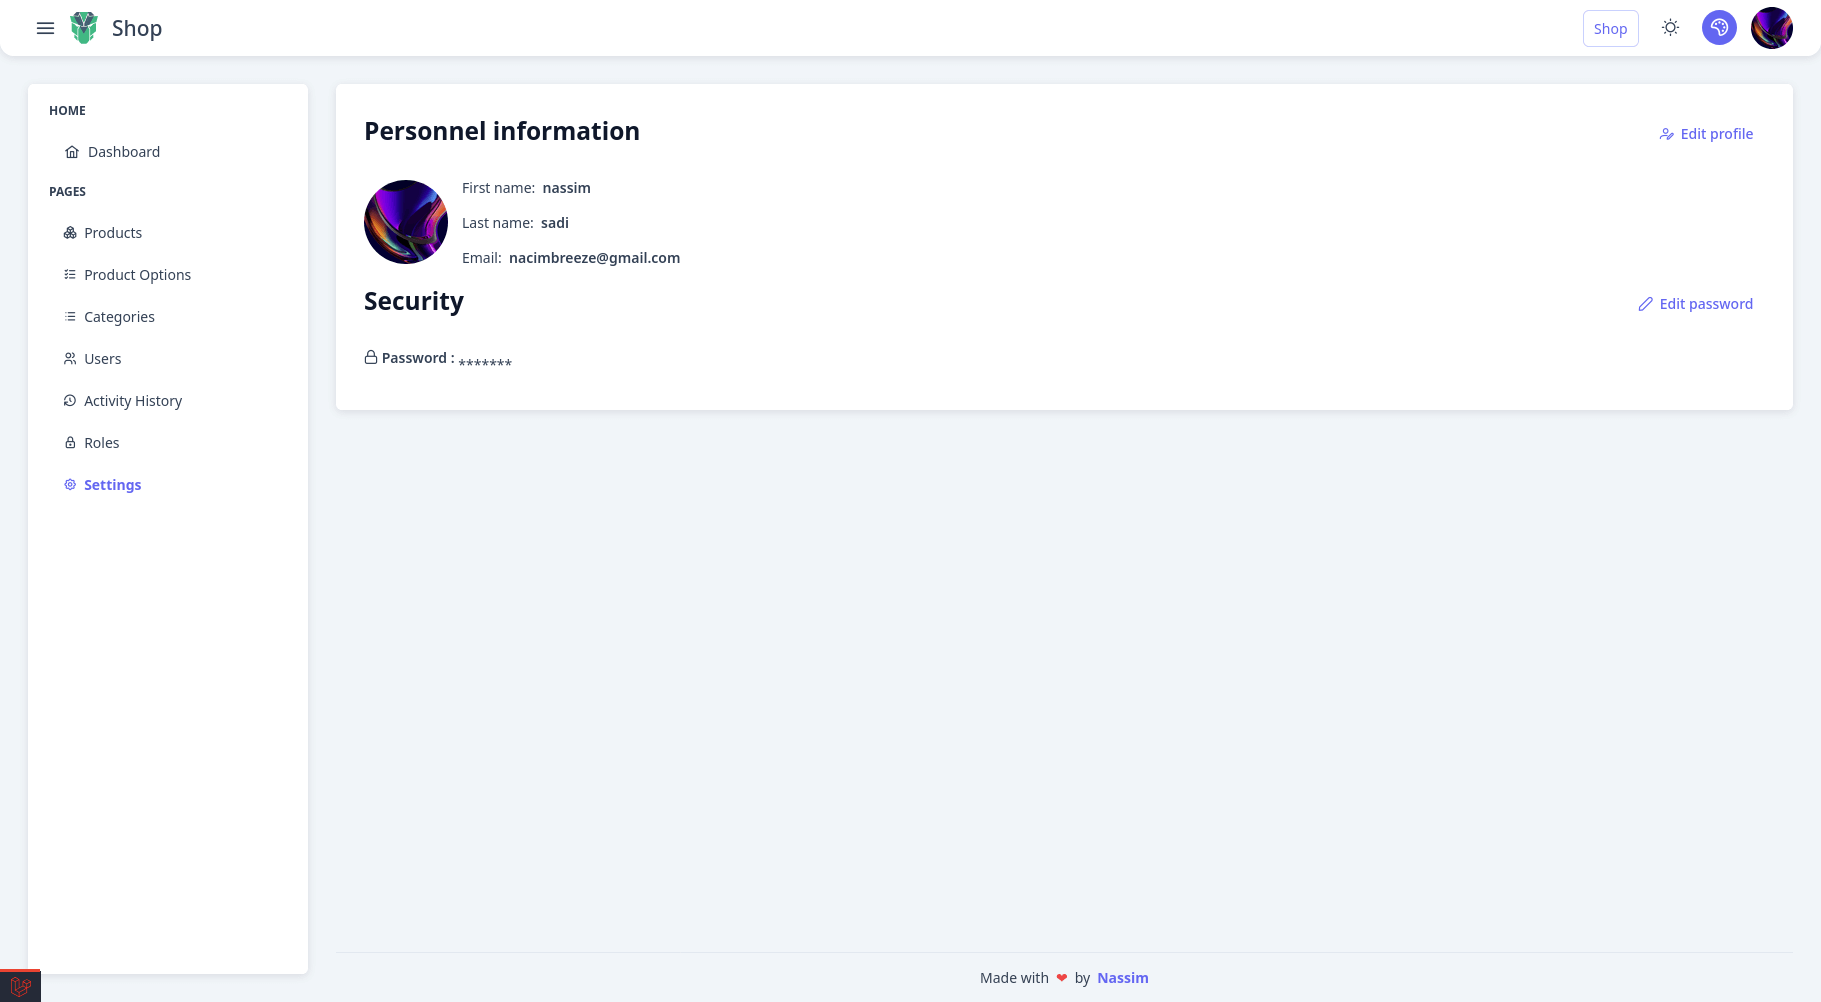 Shop
Shop
HOME
Dashboard
PAGES
Products
Product Options
Categories
Users
Activity History
Roles
Settings
Personnel information
Edit profile
First name: nassim
Last name: sadi
Email: nacimbreeze@gmail.com
Security
Edit password
Password : *******
Made with ❤ by Nassim